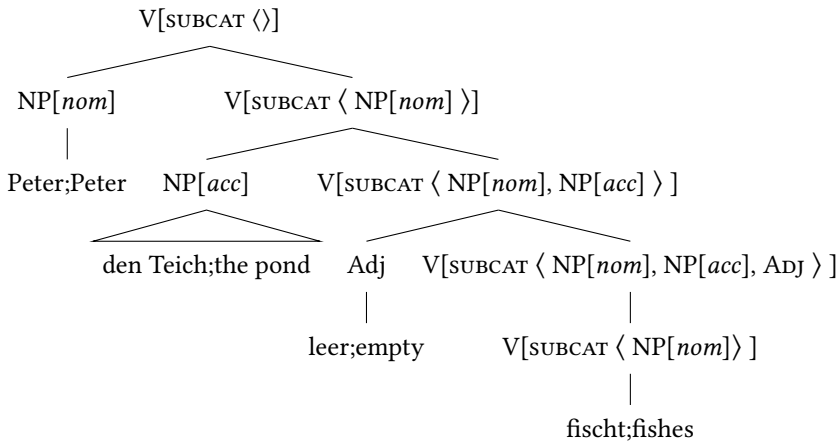 V[SUBCAT ⟨⟩]
NP[nom] V[SUBCAT ⟨ NP[nom] ⟩]
Peter;Peter NP[acc] V[SUBCAT ⟨ NP[nom], NP[acc] ⟩ ]
den Teich;the pond Adj V[SUBCAT ⟨ NP[nom], NP[acc], ADJ ⟩ ]
leer;empty V[SUBCAT ⟨ NP[nom]⟩ ]
fischt;fishes